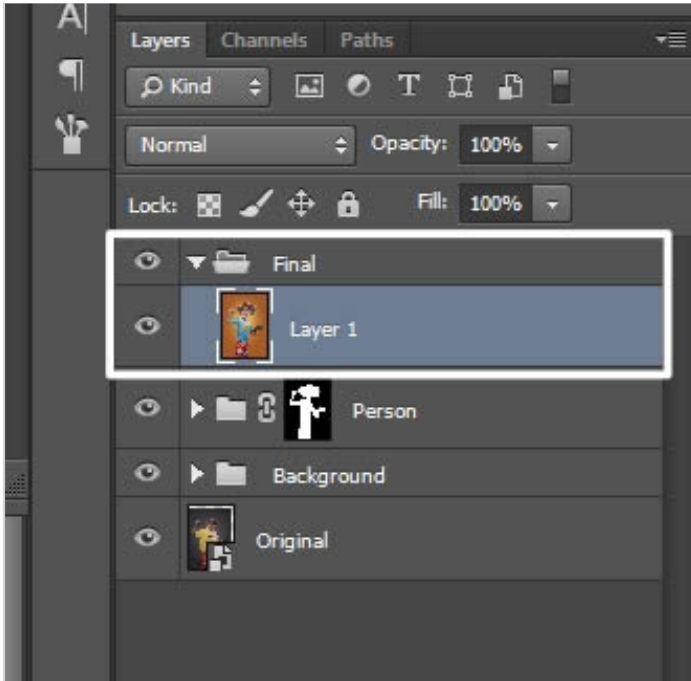 A|
Layers Channels Paths
Kind T
Normal Opacity: 100%
Lock: Fill: 100%
Final
Layer 1
Person
Background
Original